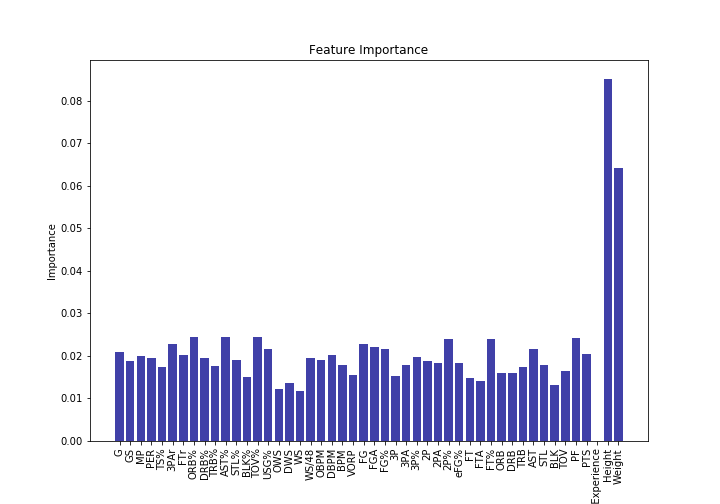 Feature Importance
Importance
0.08
0.07
0.06
0.05
0.04
0.03
0.02
0.01
0.00
G
GS
MP
PER
TS%
3PAr
FTr
ORB%
DRB%
TRB%
AST%
STL%
BLK%
TOV%
USG%
OWS
DWS
WS
WS/48
OBPM
DBPM
BPM
VORP
FG
FGA
FG%
3P
3PA
3P%
2P
2PA
2P%
eFG%
FT
FTA
FT%
ORB
DRB
TRB
AST
STL
BLK
TOV
PF
PTS
Experience
Height
Weight